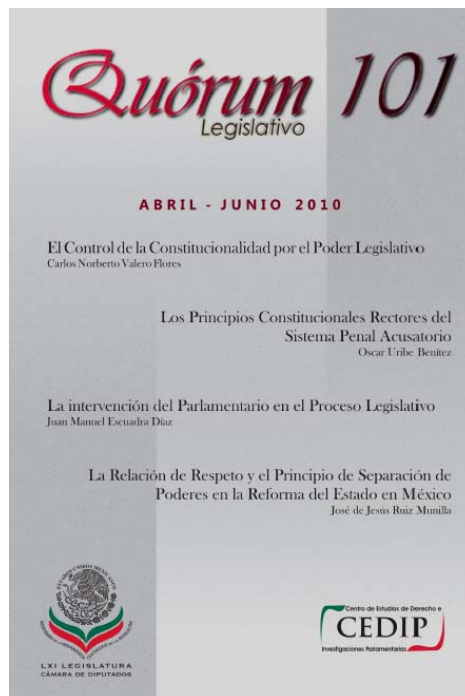 Quórum 101
Legislativo
ABRIL - JUNIO 2010
El Control de la Constitucionalidad por el Poder Legislativo
Carlos Norberto Valero Flores
Los Principios Constitucionales Rectores del
Sistema Penal Acusatorio
Oscar Uribe Benítez
La intervención del Parlamentario en el Proceso Legislativo
Juan Manuel Escuadra Díaz
La Relación de Respeto y el Principio de Separación de
Poderes en la Reforma del Estado en México
José de Jesús Ruiz Munilla
ESTADOS UNIDOS MEXICANOS
LXI LEGISLATURA
CÁMARA DE DIPUTADOS
Centro de Estudios de Derecho e
CEDIP
Investigaciones Parlamentarias